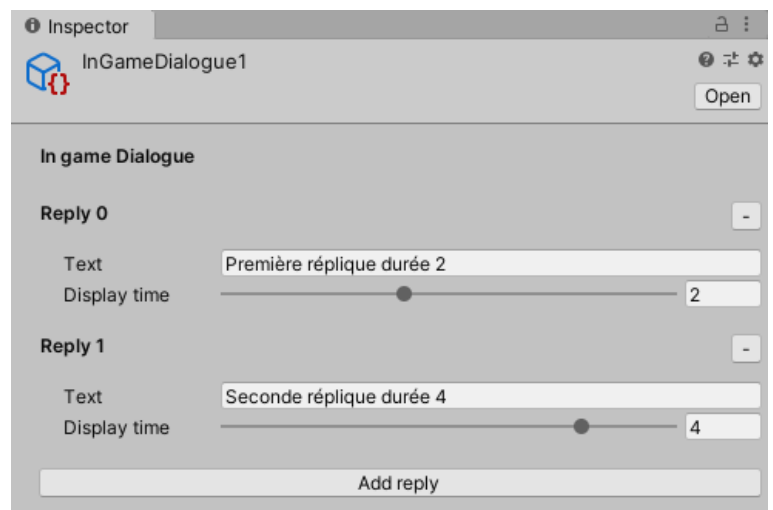 Inspector
InGameDialogue1
Open
In game Dialogue
Reply 0
-
Text Première réplique durée 2
Display time 2
Reply 1
-
Text Seconde réplique durée 4
Display time 4
Add reply